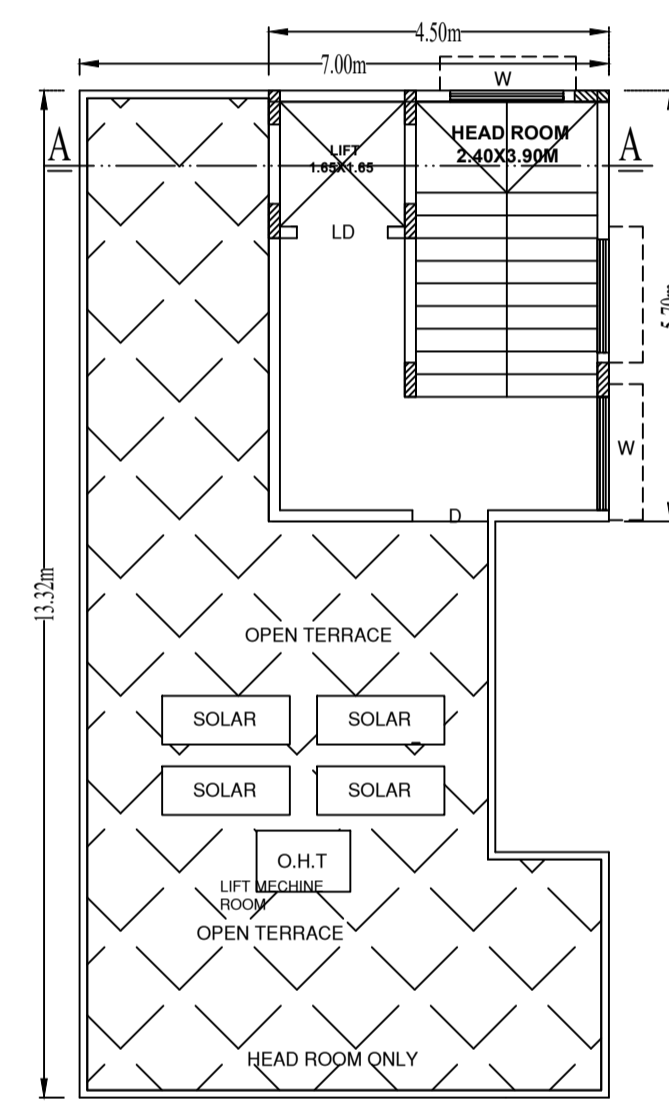 4.50m
7.00m
W
A
LIFT
1.65X1.65
HEAD ROOM
2.40X3.90M
A
LD
5.70m
W
D
13.32m
OPEN TERRACE
SOLAR
SOLAR
SOLAR
SOLAR
O.H.T
LIFT MECHINE
ROOM
OPEN TERRACE
HEAD ROOM ONLY